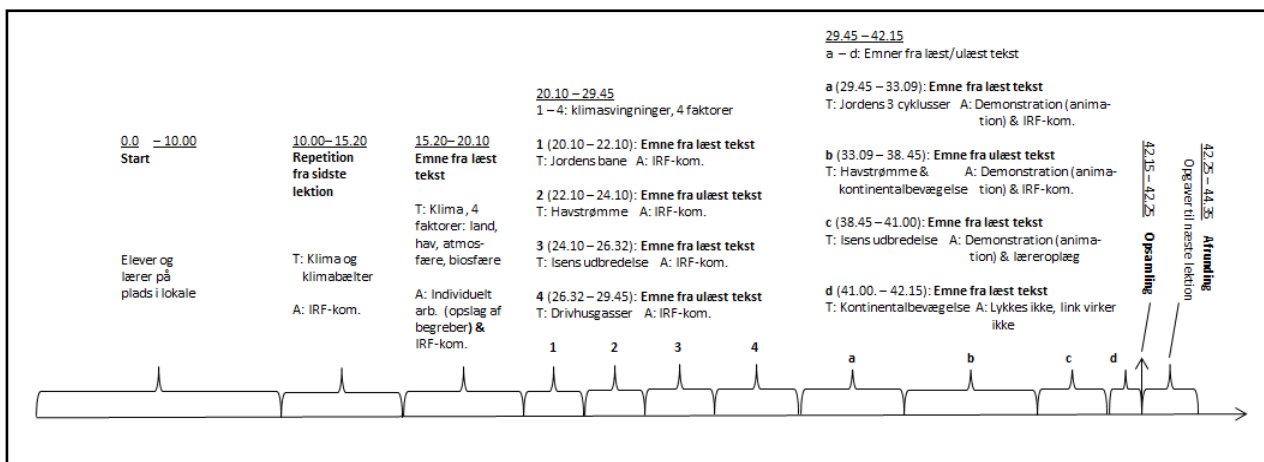 0.0 – 10.00
Start
Elever og
lærer på
plads i lokale
10.00– 15.20
Repetition
fra sidste
lektion
T: Klima og
klimabælter
A: IRF-kom.
15.20– 20.10
Emne fra læst
tekst
T: Klima , 4
faktorer: land,
hav, atmos-
fære, biosfære
A: Individuelt
arb. (opslag af
begreber) &
IRF-kom.
20.10 – 29.45
1 – 4: klimasvingninger, 4 faktorer
1 (20.10 – 22.10): Emne fra læst tekst
T: Jordens bane A: IRF-kom.
2 (22.10 – 24.10): Emne fra ulæst tekst
T: Havstrømme A: IRF-kom.
3 (24.10 – 26.32): Emne fra læst tekst
T: Isens udbredelse A: IRF-kom.
4 (26.32 – 29.45): Emne fra ulæst tekst
T: Drivhusgasser A: IRF-kom.
29.45 – 42.15
a – d: Emner fra læst/ulæst tekst
a (29.45 – 33.09): Emne fra læst tekst
T: Jordens 3 cyklusser A: Demonstration (anima-
tion) & IRF-kom.
b (33.09 – 38. 45): Emne fra ulæst tekst
T: Havstrømme & A: Demonstration (anima-
kontinentalbevægelse tion) & IRF-kom.
c (38.45 – 41.00): Emne fra læst tekst
T: Isens udbredelse A: Demonstration (anima-
tion) & læreroplæg
d (41.00. – 42.15): Emne fra læst tekst
T: Kontinentalbevægelse A: Lykkes ikke, link virker
ikke
42.15 – 42.25
Opsamling
42.25 – 44.35 Afrunding
Opgaver til næste lektion
1 2 3 4 a b c d